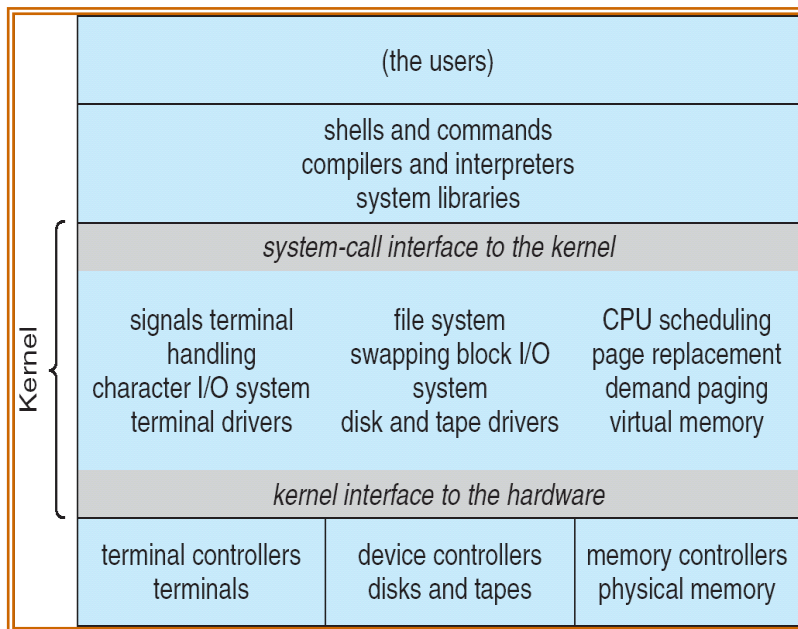 (the users)
shells and commands
compilers and interpreters
system libraries
Kernel
system-call interface to the kernel
signals terminal
handling
character I/O system
terminal drivers
file system
swapping block I/O
system
disk and tape drivers
CPU scheduling
page replacement
demand paging
virtual memory
kernel interface to the hardware
terminal controllers
terminals
device controllers
disks and tapes
memory controllers
physical memory